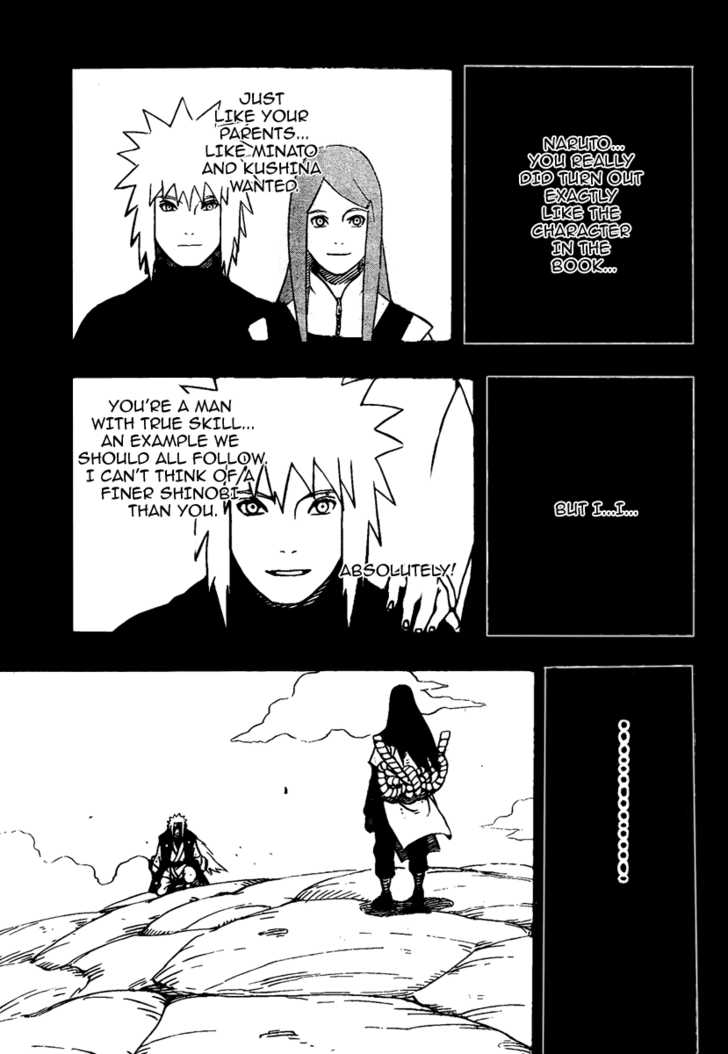 NARUTO...
YOU REALLY
DID TURN OUT
EXACTLY
LIKE THE
CHARACTER
IN THE
BOOK...
JUST
LIKE YOUR
PARENTS...
LIKE MINATO
AND KUSHINA
WANTED.
BUT I...I...
YOU'RE A MAN
WITH TRUE SKILL...
AN EXAMPLE WE
SHOULD ALL FOLLOW.
I CAN'T THINK OF A
FINER SHINOBI
THAN YOU.
ABSOLUTELY!
............